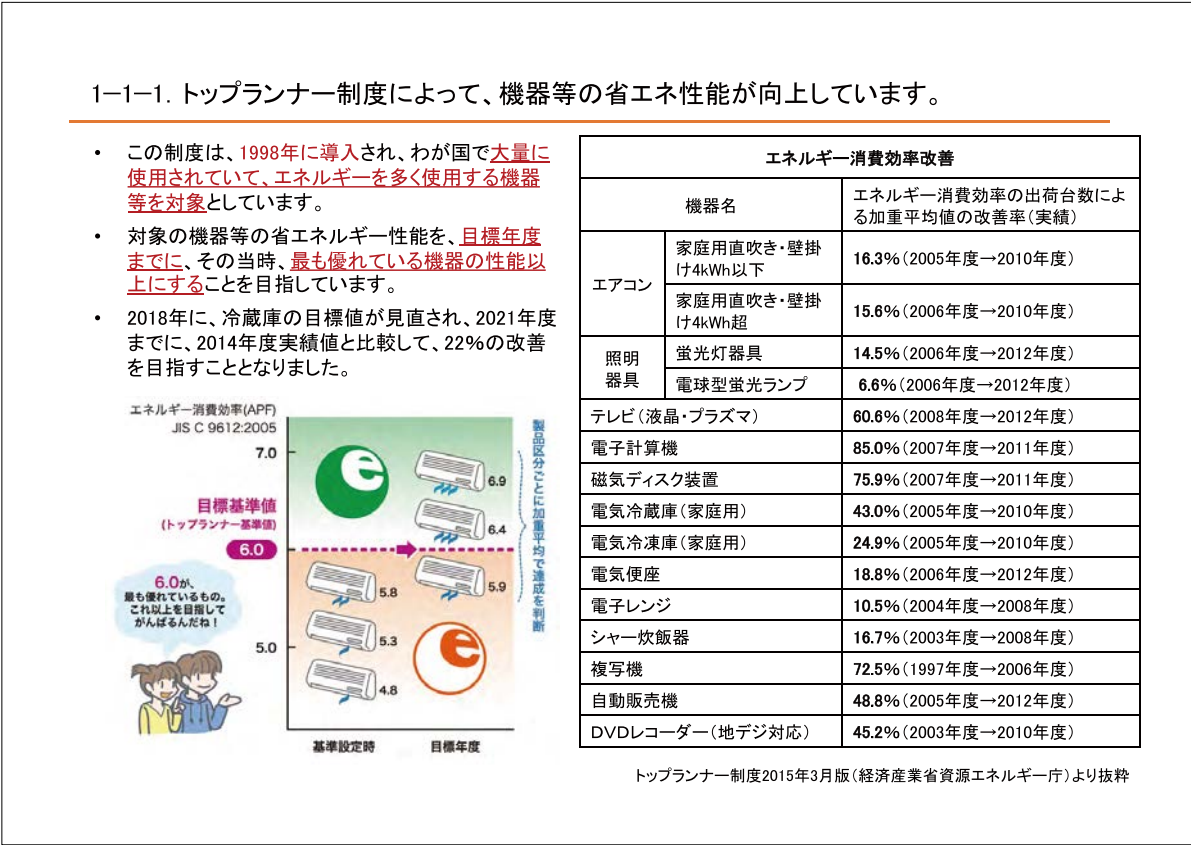 1－1－1．トップランナー制度によって、機器等の省エネ性能が向上しています。
• この制度は、1998年に導入され、わが国で大量に
使用されていて、エネルギーを多く使用する機器
等を対象としています。
• 対象の機器等の省エネルギー性能を、目標年度
までに、その当時、最も優れている機器の性能以
上にすることを目指しています。
• 2018年に、冷蔵庫の目標値が見直され、2021年度
までに、2014年度実績値と比較して、22％の改善
を目指すこととなりました。
エネルギー消費効率(APF)
JIS C 9612:2005
7.0
目標基準値
(トップランナー基準値)
6.0
6.0が、
最も優れているもの。
これ以上を目指して
がんばるんだね！
5.0
e
6.9
6.4
5.9
5.8
5.3
4.8
e
基準設定時
目標年度
製品区分ごとに加重平均で達成を判断
エネルギー消費効率改善
機器名
エネルギー消費効率の出荷台数によ
る加重平均値の改善率（実績）
エアコン
家庭用直吹き・壁掛
け4kWh以下
16.3％（2005年度→2010年度）
家庭用直吹き・壁掛
け4kWh超
15.6％（2006年度→2010年度）
照明
器具
蛍光灯器具
14.5％（2006年度→2012年度）
電球型蛍光ランプ
6.6％（2006年度→2012年度）
テレビ（液晶・プラズマ）
60.6％（2008年度→2012年度）
電子計算機
85.0％（2007年度→2011年度）
磁気ディスク装置
75.9％（2007年度→2011年度）
電気冷蔵庫（家庭用）
43.0％（2005年度→2010年度）
電気冷凍庫（家庭用）
24.9％（2005年度→2010年度）
電気便座
18.8％（2006年度→2012年度）
電子レンジ
10.5％（2004年度→2008年度）
ジャー炊飯器
16.7％（2003年度→2008年度）
複写機
72.5％（1997年度→2006年度）
自動販売機
48.8％（2005年度→2012年度）
DVDレコーダー（地デジ対応）
45.2％（2003年度→2010年度）
トップランナー制度2015年3月版（経済産業省資源エネルギー庁）より抜粋